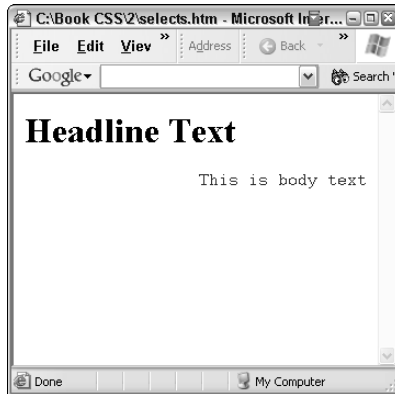 C:\Book CSS\2\selects.htm - Microsoft In
File Edit View »
Address
Back
»
Google
Search
Headline Text
This is body text
Done
My Computer